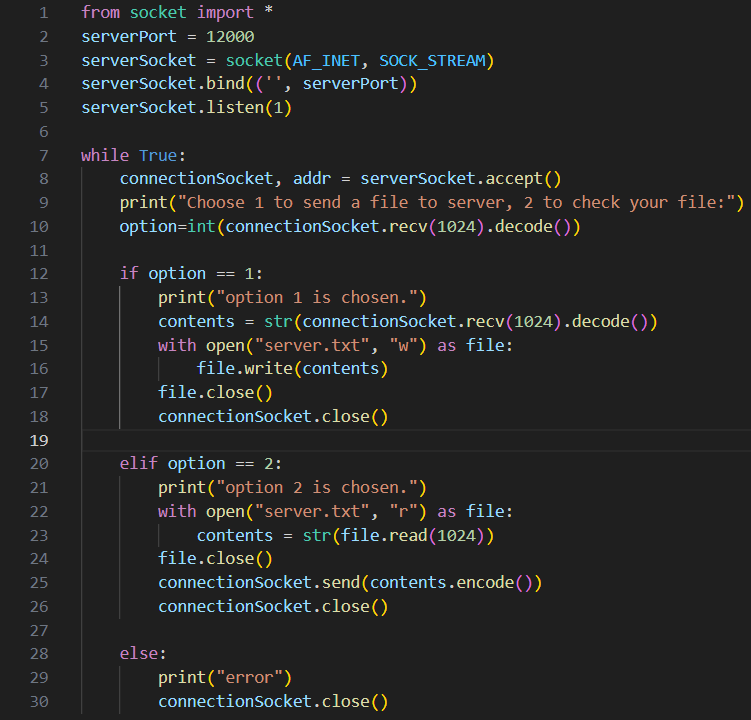 1 from socket import *
2 serverPort = 12000
3 serverSocket = socket(AF_INET, SOCK_STREAM)
4 serverSocket.bind(('', serverPort))
5 serverSocket.listen(1)
6
7 while True:
8     connectionSocket, addr = serverSocket.accept()
9     print("Choose 1 to send a file to server, 2 to check your file:")
10     option=int(connectionSocket.recv(1024).decode())
11
12     if option == 1:
13         print("option 1 is chosen.")
14         contents = str(connectionSocket.recv(1024).decode())
15         with open("server.txt", "w") as file:
16             file.write(contents)
17         file.close()
18         connectionSocket.close()
19
20     elif option == 2:
21         print("option 2 is chosen.")
22         with open("server.txt", "r") as file:
23             contents = str(file.read(1024))
24         file.close()
25         connectionSocket.send(contents.encode())
26         connectionSocket.close()
27
28     else:
29         print("error")
30         connectionSocket.close()